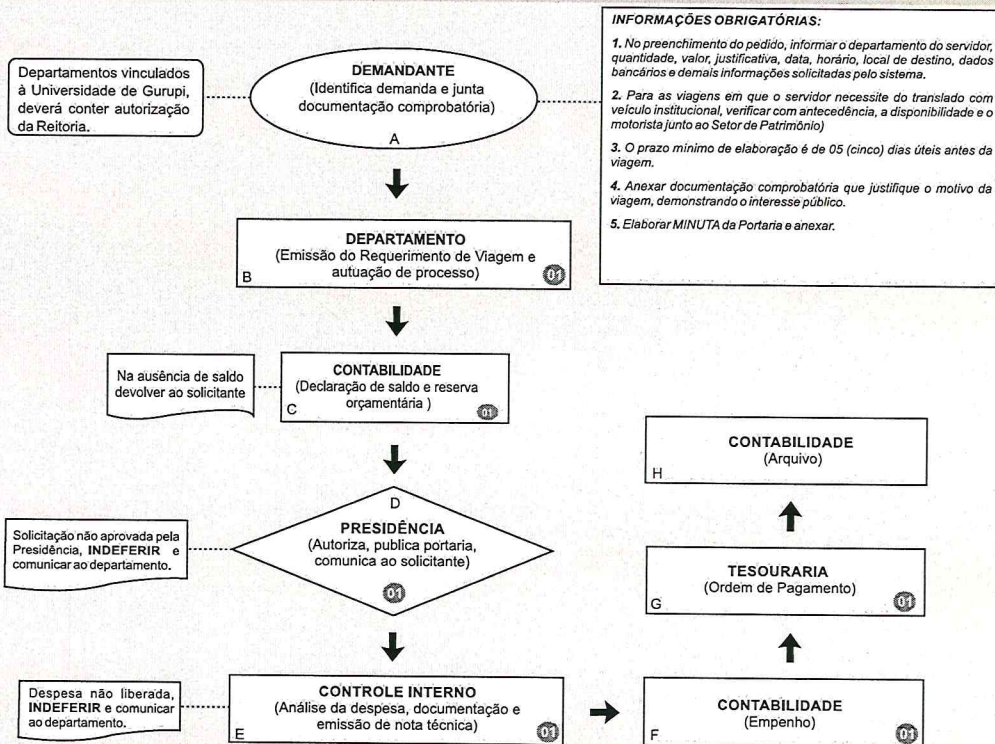 Departamentos vinculados
à Universidade de Gurupi,
deverá conter autorização
da Reitoria.
DEMANDANTE
(Identifica demanda e junta
documentação comprobatória)
A
INFORMAÇÕES OBRIGATÓRIAS:
1. No preenchimento do pedido, informar o departamento do servidor,
quantidade, valor, justificativa, data, horário, local de destino, dados
bancários e demais informações solicitadas pelo sistema.
2. Para as viagens em que o servidor necessite do translado com
veículo institucional, verificar com antecedência, a disponibilidade e o
motorista junto ao Setor de Patrimônio)
3. O prazo mínimo de elaboração é de 05 (cinco) dias úteis antes da
viagem.
4. Anexar documentação comprobatória que justifique o motivo da
viagem, demonstrando o interesse público.
5. Elaborar MINUTA da Portaria e anexar.
DEPARTAMENTO
(Emissão do Requerimento de Viagem e
autuação de processo)
B
01
Na ausência de saldo
devolver ao solicitante
CONTABILIDADE
(Declaração de saldo e reserva
orçamentária )
C
01
D
PRESIDÊNCIA
(Autoriza, publica portaria,
comunica ao solicitante)
01
Solicitação não aprovada pela
Presidência, INDEFERIR e
comunicar ao departamento.
CONTROLE INTERNO
(Análise da despesa, documentação e
emissão de nota técnica)
E
01
Despesa não liberada,
INDEFERIR e comunicar
ao departamento.
CONTABILIDADE
(Empenho)
F
01
TESOURARIA
(Ordem de Pagamento)
G
01
CONTABILIDADE
(Arquivo)
H